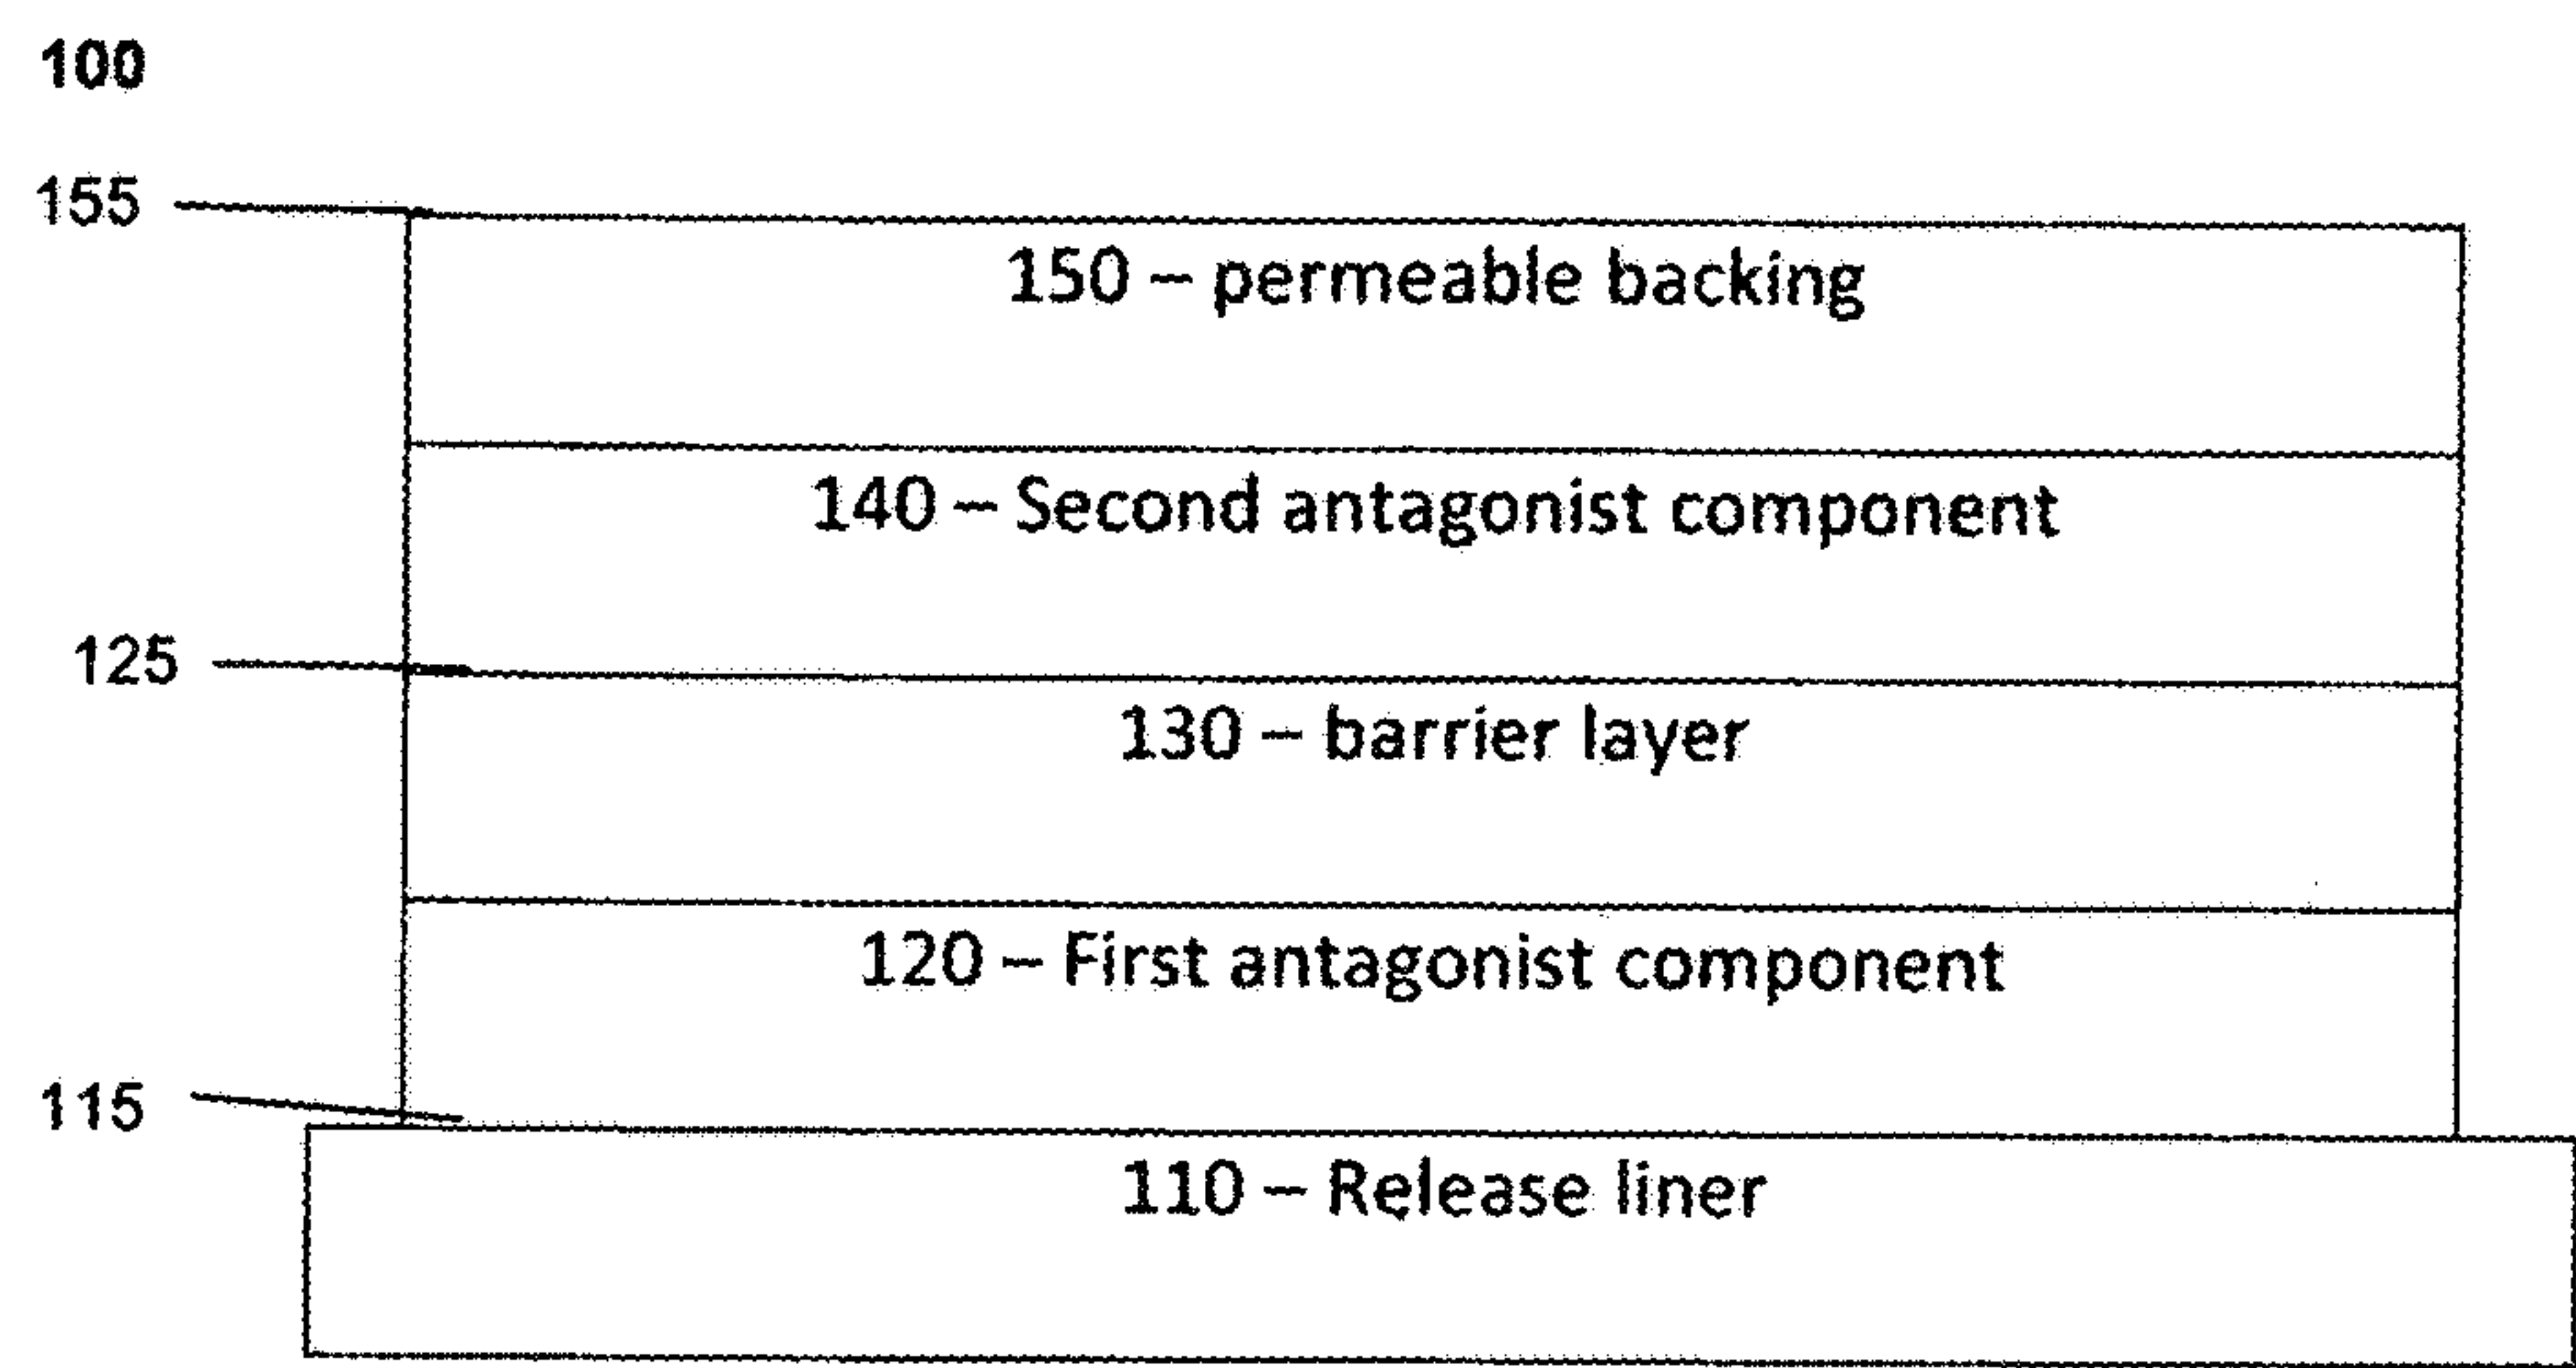 100
155
150 – permeable backing
140 – Second antagonist component
125
130 – barrier layer
120 – First antagonist component
115
110 – Release liner